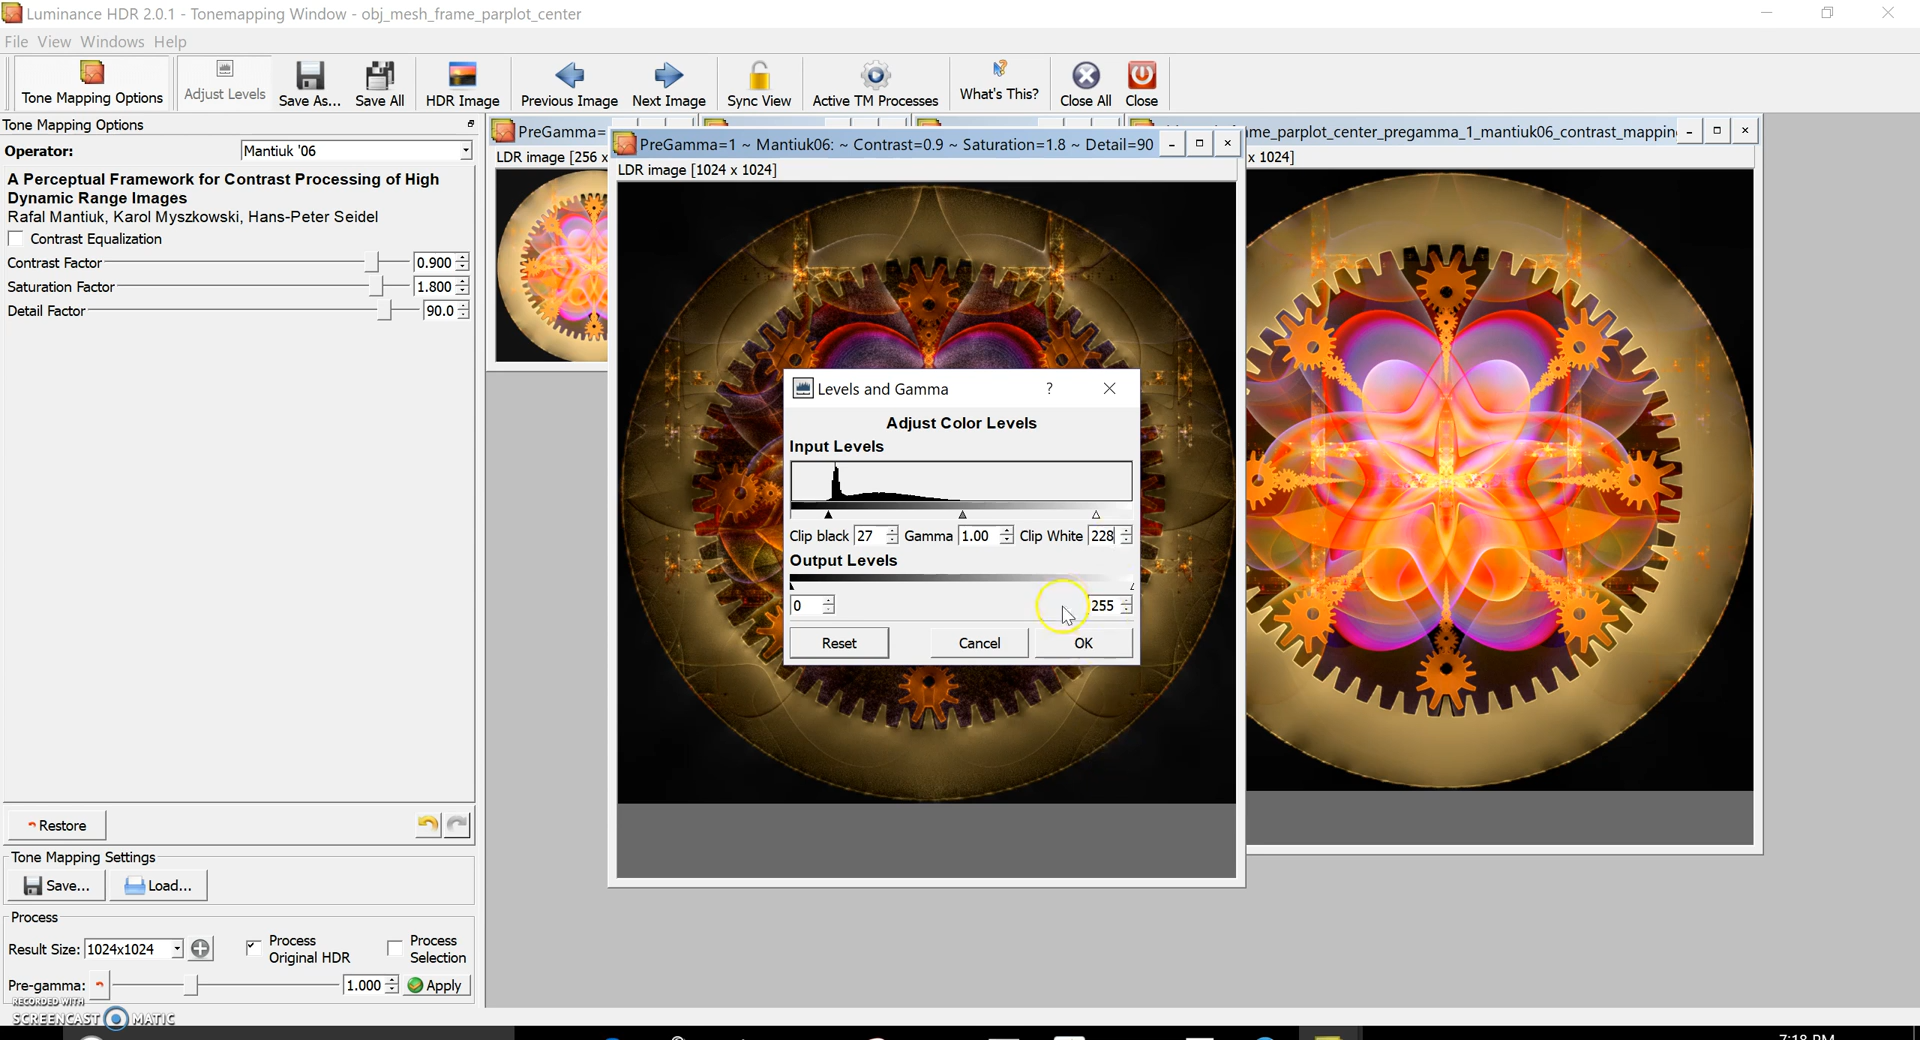 Luminance HDR 2.0.1 - Tonemapping Window - obj_mesh_frame_parplot_center
File View Windows Help
Tone Mapping Options
Adjust Levels
Save As...
Save All
HDR Image
Previous Image
Next Image
Sync View
Active TM Processes
What's This?
Close All
Close
Tone Mapping Options
Operator: Mantiuk '06
A Perceptual Framework for Contrast Processing of High
Dynamic Range Images
Rafal Mantiuk, Karol Myszkowski, Hans-Peter Seidel
Contrast Equalization
Contrast Factor 0.900
Saturation Factor 1.800
Detail Factor 90.0
Restore
Tone Mapping Settings
Save...
Load...
Process
Result Size: 1024x1024
Process
Original HDR
Process
Selection
Pre-gamma: 1.000 Apply
RECORDED WITH
SCREENCAST MATIC
PreGamma=
LDR image [256 x
PreGamma=1 ~ Mantiuk06: ~ Contrast=0.9 ~ Saturation=1.8 ~ Detail=90
LDR image [1024 x 1024]
me_parplot_center_pregamma_1_mantiuk06_contrast_mappin
x 1024]
Levels and Gamma
?
Adjust Color Levels
Input Levels
Clip black 27 Gamma 1.00 Clip White 228
Output Levels
0 255
Reset Cancel OK
7:18 PM